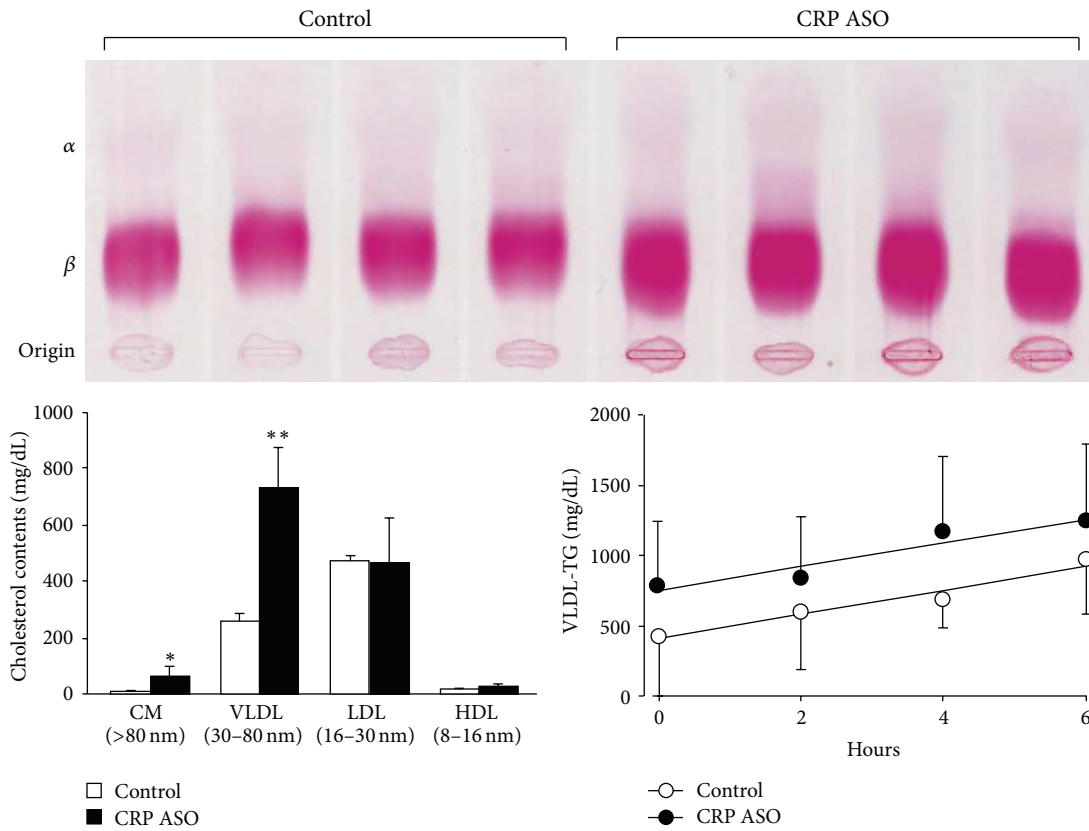 Control
CRP ASO
α
β
Origin
1000
800
600
400
200
0
Cholesterol contents (mg/dL)
*
**
CM
(>80 nm)
VLDL
(30–80 nm)
LDL
(16–30 nm)
HDL
(8–16 nm)
Control
CRP ASO
2000
1500
1000
500
0
VLDL-TG (mg/dL)
0 2 4 6
Hours
Control
CRP ASO